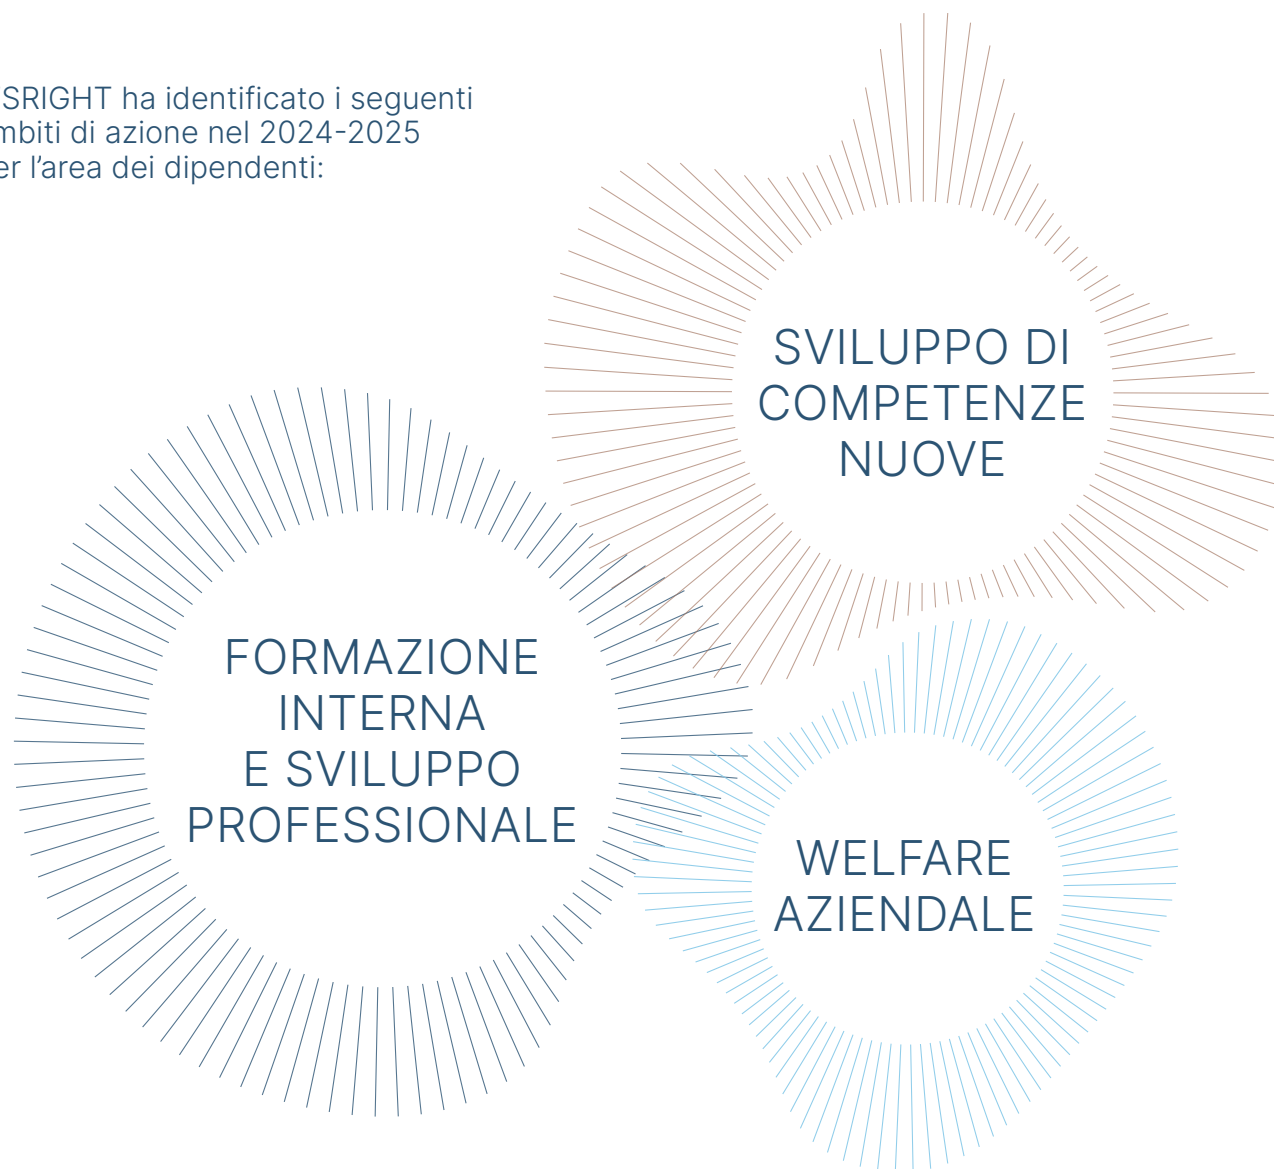 SRIGHT ha identificato i seguenti
mbiti di azione nel 2024-2025
er l’area dei dipendenti:
SVILUPPO DI
COMPETENZE
NUOVE
FORMAZIONE
INTERNA
E SVILUPPO
PROFESSIONALE
WELFARE
AZIENDALE